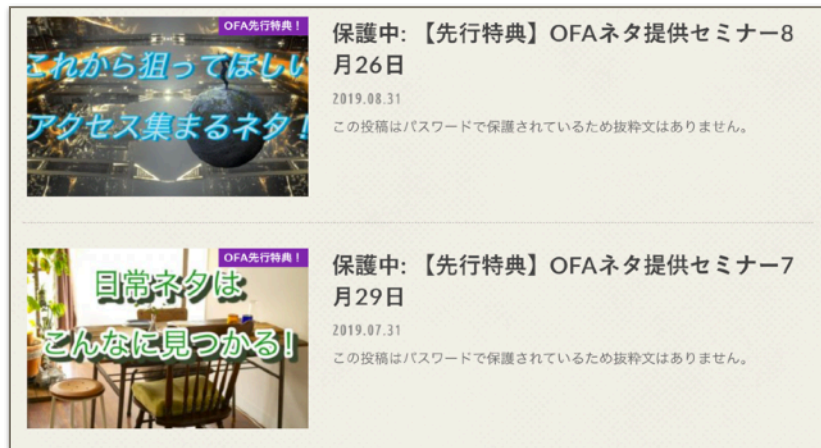 OFA先行特典！
これから狙ってほしい
アクセス集まるネタ！
保護中: 【先行特典】OFAネタ提供セミナー8
月26日
2019.08.31
この投稿はパスワードで保護されているため抜粋文はありません。
OFA先行特典！
日常ネタは
こんなに見つかる！
保護中: 【先行特典】OFAネタ提供セミナー7
月29日
2019.07.31
この投稿はパスワードで保護されているため抜粋文はありません。